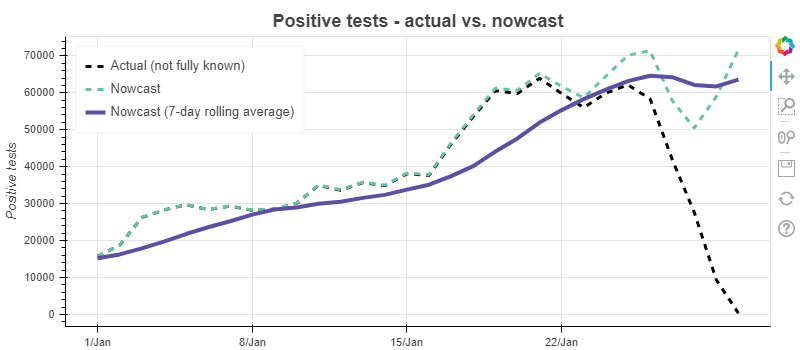 Positive tests - actual vs. nowcast
Actual (not fully known)
Nowcast
Nowcast (7-day rolling average)
Positive tests
70000
60000
50000
40000
30000
20000
10000
0
1/Jan
8/Jan
15/Jan
22/Jan